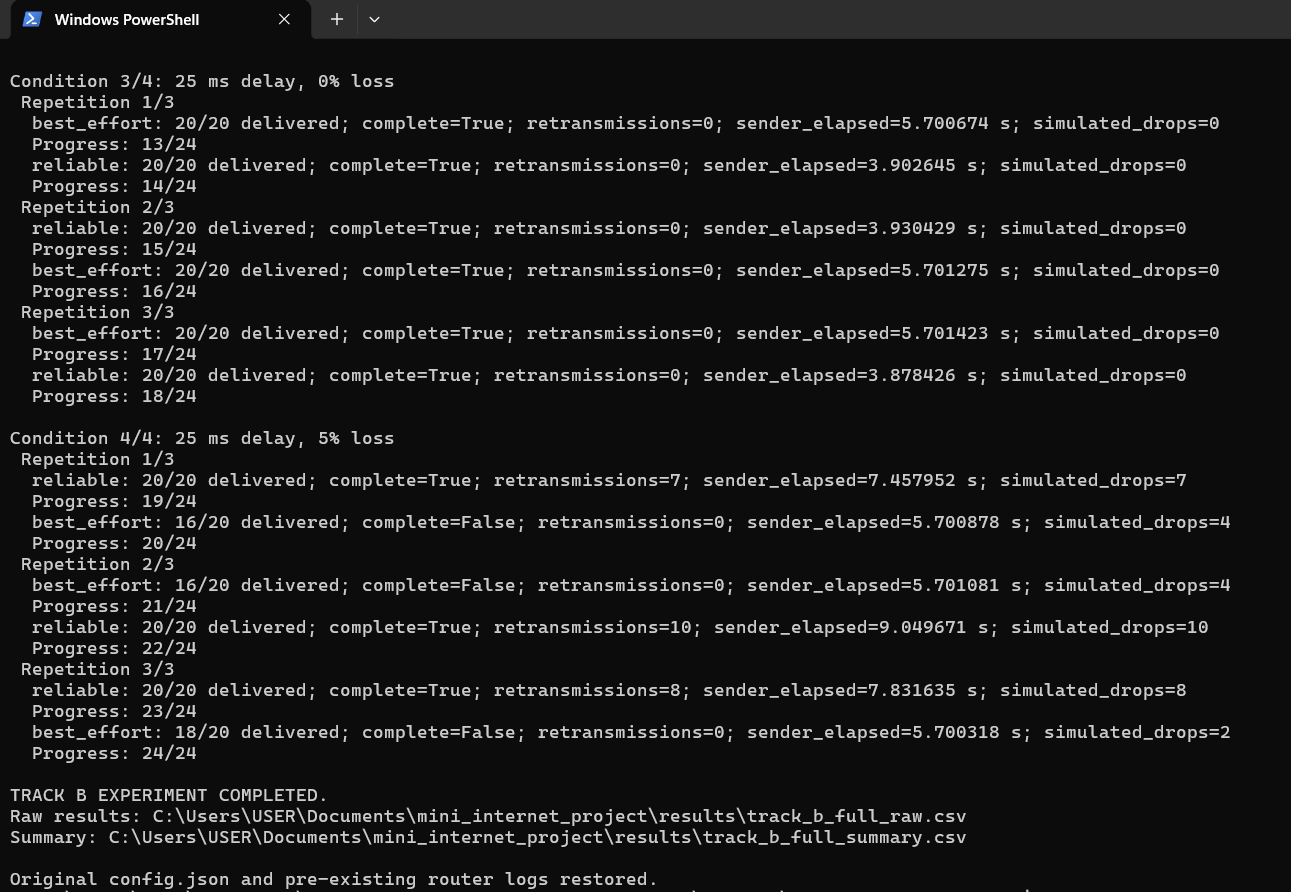 Windows PowerShell
Condition 3/4: 25 ms delay, 0% loss
Repetition 1/3
best_effort: 20/20 delivered; complete=True; retransmissions=0; sender_elapsed=5.700674 s; simulated_drops=0
Progress: 13/24
reliable: 20/20 delivered; complete=True; retransmissions=0; sender_elapsed=3.902645 s; simulated_drops=0
Progress: 14/24
Repetition 2/3
reliable: 20/20 delivered; complete=True; retransmissions=0; sender_elapsed=3.930429 s; simulated_drops=0
Progress: 15/24
best_effort: 20/20 delivered; complete=True; retransmissions=0; sender_elapsed=5.701275 s; simulated_drops=0
Progress: 16/24
Repetition 3/3
best_effort: 20/20 delivered; complete=True; retransmissions=0; sender_elapsed=5.701423 s; simulated_drops=0
Progress: 17/24
reliable: 20/20 delivered; complete=True; retransmissions=0; sender_elapsed=3.878426 s; simulated_drops=0
Progress: 18/24
Condition 4/4: 25 ms delay, 5% loss
Repetition 1/3
reliable: 20/20 delivered; complete=True; retransmissions=7; sender_elapsed=7.457952 s; simulated_drops=7
Progress: 19/24
best_effort: 16/20 delivered; complete=False; retransmissions=0; sender_elapsed=5.700878 s; simulated_drops=4
Progress: 20/24
Repetition 2/3
best_effort: 16/20 delivered; complete=False; retransmissions=0; sender_elapsed=5.701081 s; simulated_drops=4
Progress: 21/24
reliable: 20/20 delivered; complete=True; retransmissions=10; sender_elapsed=9.049671 s; simulated_drops=10
Progress: 22/24
Repetition 3/3
reliable: 20/20 delivered; complete=True; retransmissions=8; sender_elapsed=7.831635 s; simulated_drops=8
Progress: 23/24
best_effort: 18/20 delivered; complete=False; retransmissions=0; sender_elapsed=5.700318 s; simulated_drops=2
Progress: 24/24
TRACK B EXPERIMENT COMPLETED.
Raw results: C:\Users\USER\Documents\mini_internet_project\results\track_b_full_raw.csv
Summary: C:\Users\USER\Documents\mini_internet_project\results\track_b_full_summary.csv
Original config.json and pre-existing router logs restored.